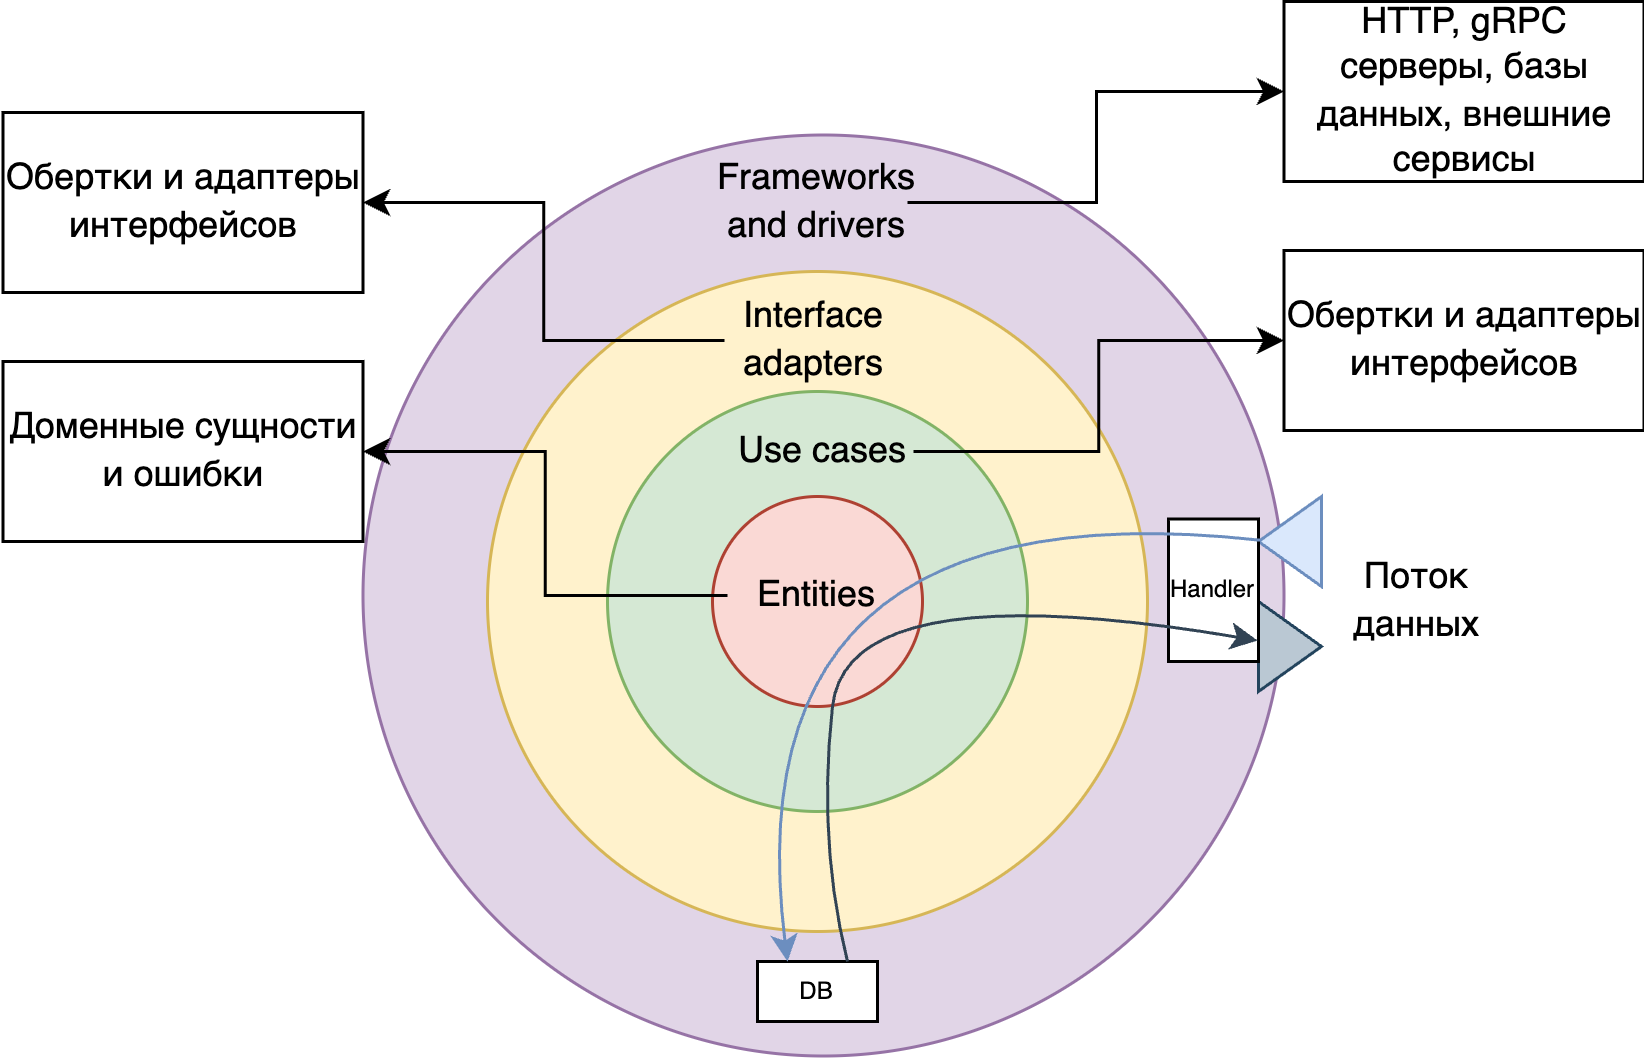 HTTP, gRPC
серверы, базы
данных, внешние
сервисы
Обертки и адаптеры
интерфейсов
Frameworks
and drivers
Interface
adapters
Обертки и адаптеры
интерфейсов
Доменные сущности
и ошибки
Use cases
Entities
Handler
Поток
данных
DB